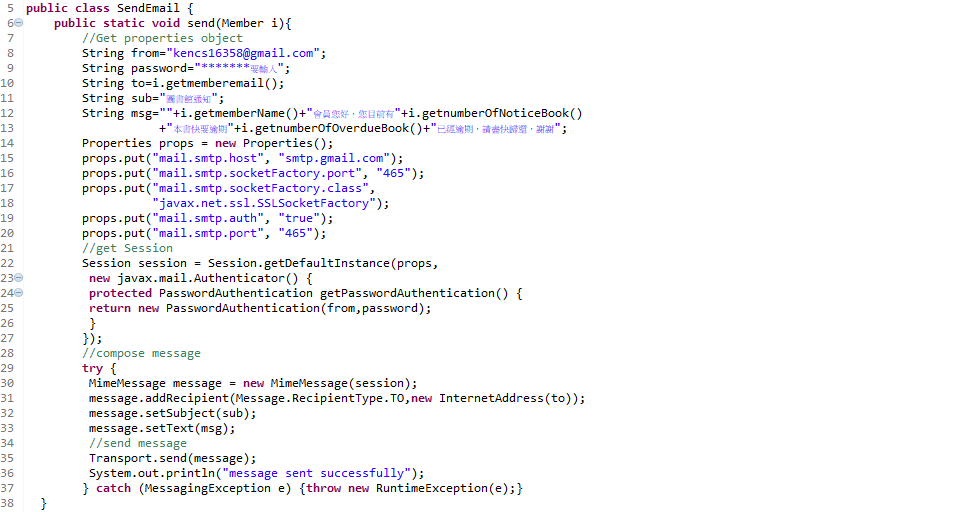 5 public class SendEmail {
6 public static void send(Member i){
7 //Get properties object
8 String from="kencs16358@gmail.com";
9 String password="*******要輸入";
10 String to=i.getmemberemail();
11 String sub="圖書館通知";
12 String msg=""+i.getmemberName()+"會員您好，您目前有"+i.getnumberOfNoticeBook()
13 +"本書快要逾期"+i.getnumberOfOverdueBook()+"已經逾期，請盡快歸還，謝謝";
14 Properties props = new Properties();
15 props.put("mail.smtp.host", "smtp.gmail.com");
16 props.put("mail.smtp.socketFactory.port", "465");
17 props.put("mail.smtp.socketFactory.class",
18 "javax.net.ssl.SSLSocketFactory");
19 props.put("mail.smtp.auth", "true");
20 props.put("mail.smtp.port", "465");
21 //get Session
22 Session session = Session.getDefaultInstance(props,
23 new javax.mail.Authenticator() {
24 protected PasswordAuthentication getPasswordAuthentication() {
25 return new PasswordAuthentication(from,password);
26 }
27 });
28 //compose message
29 try {
30 MimeMessage message = new MimeMessage(session);
31 message.addRecipient(Message.RecipientType.TO,new InternetAddress(to));
32 message.setSubject(sub);
33 message.setText(msg);
34 //send message
35 Transport.send(message);
36 System.out.println("message sent successfully");
37 } catch (MessagingException e) {throw new RuntimeException(e);}
38 }